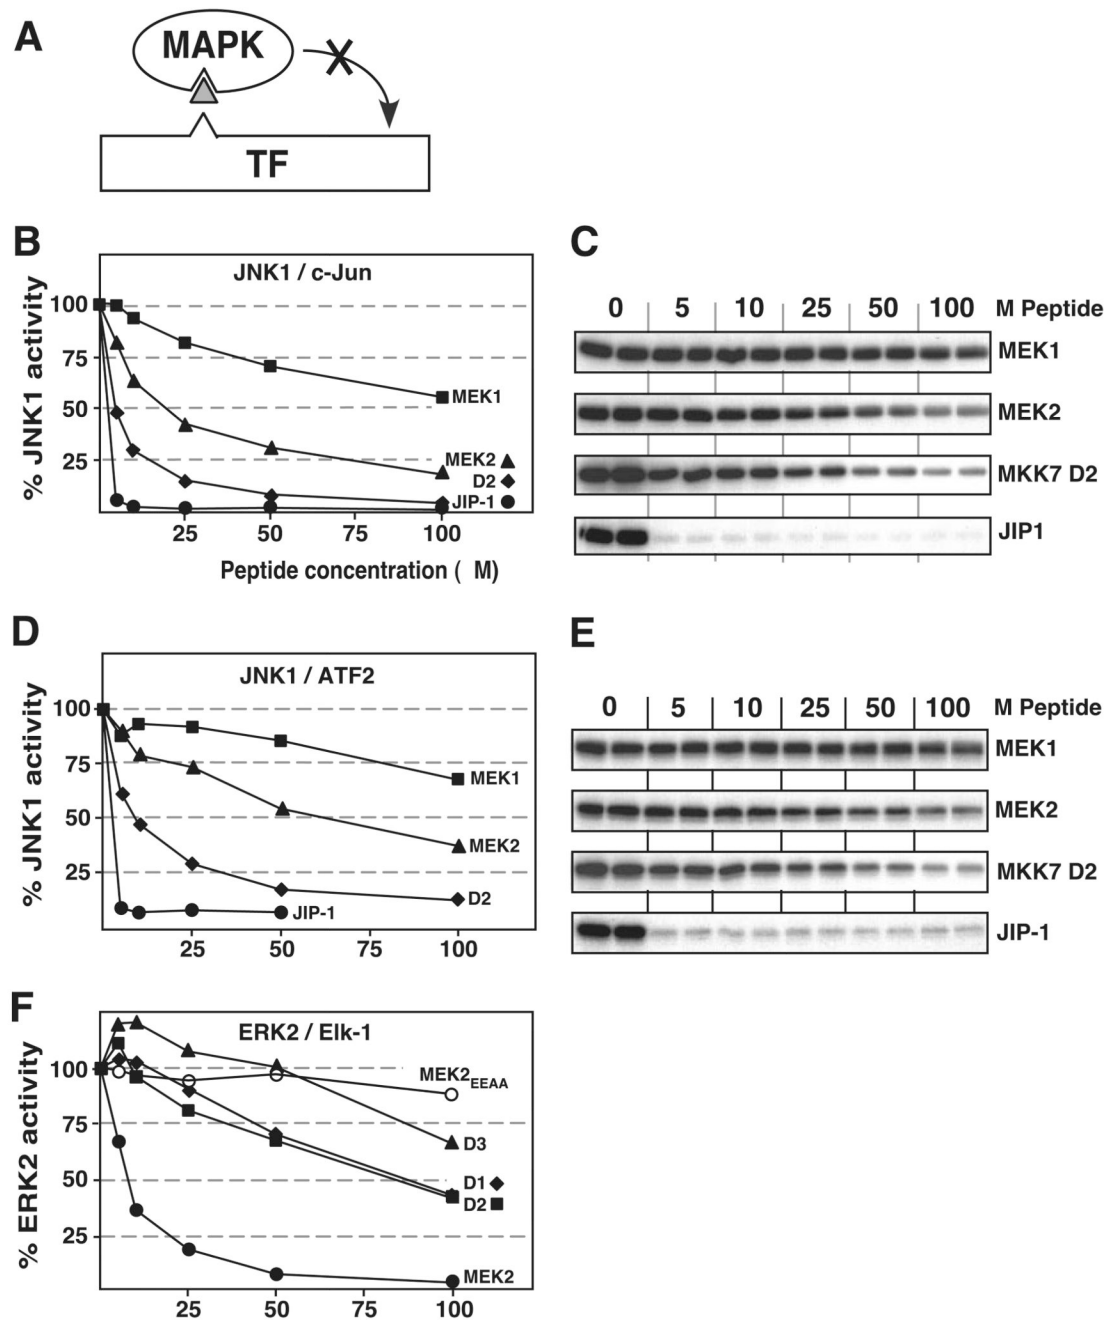 A
MAPK
X
TF
B
JNK1 / c-Jun
% JNK1 activity
100
75
50
25
MEK1
MEK2
D2
JIP-1
25 50 75 100
Peptide concentration ( M)
C
0 5 10 25 50 100 M Peptide
MEK1
MEK2
MKK7 D2
JIP1
D
JNK1 / ATF2
% JNK1 activity
100
75
50
25
MEK1
MEK2
D2
JIP-1
25 50 75 100
E
0 5 10 25 50 100 M Peptide
MEK1
MEK2
MKK7 D2
JIP-1
F
ERK2 / Elk-1
% ERK2 activity
100
75
50
25
MEK2EEAA
D3
D1
D2
MEK2
25 50 75 100